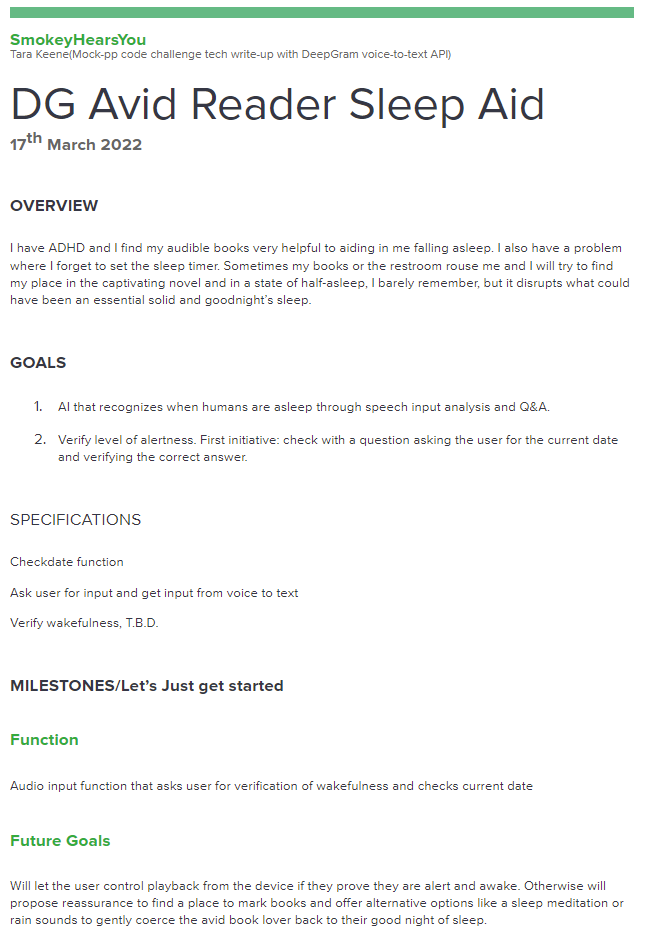 SmokeyHearsYou
Tara Keene(Mock-pp code challenge tech write-up with DeepGram voice-to-text API)
DG Avid Reader Sleep Aid
17th March 2022
OVERVIEW
I have ADHD and I find my audible books very helpful to aiding in me falling asleep. I also have a problem
where I forget to set the sleep timer. Sometimes my books or the restroom rouse me and I will try to find
my place in the captivating novel and in a state of half-asleep, I barely remember, but it disrupts what could
have been an essential solid and goodnight's sleep.
GOALS
1. AI that recognizes when humans are asleep through speech input analysis and Q&A.
2. Verify level of alertness. First initiative: check with a question asking the user for the current date
and verifying the correct answer.
SPECIFICATIONS
Checkdate function
Ask user for input and get input from voice to text
Verify wakefulness, T.B.D.
MILESTONES/Let's Just get started
Function
Audio input function that asks user for verification of wakefulness and checks current date
Future Goals
Will let the user control playback from the device if they prove they are alert and awake. Otherwise will
propose reassurance to find a place to mark books and offer alternative options like a sleep meditation or
rain sounds to gently coerce the avid book lover back to their good night of sleep.